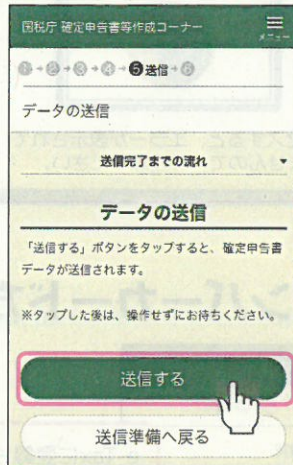 国税庁 確定申告書等作成コーナー
メニュー
❶→❷→❸→❹→❺送信→❻
データの送信
送信完了までの流れ
データの送信
「送信する」ボタンをタップすると、確定申告書
データが送信されます。
※タップした後は、操作せずにお待ちください。
送信する
送信準備へ戻る